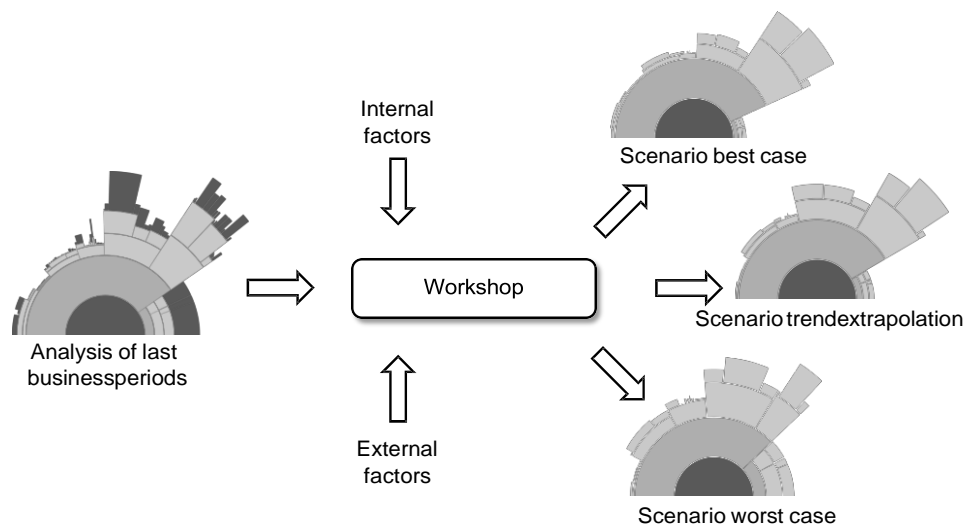 Internal
factors
Scenario best case
Workshop
Analysis of last
businessperiods
Scenario trendextrapolation
External
factors
Scenario worst case